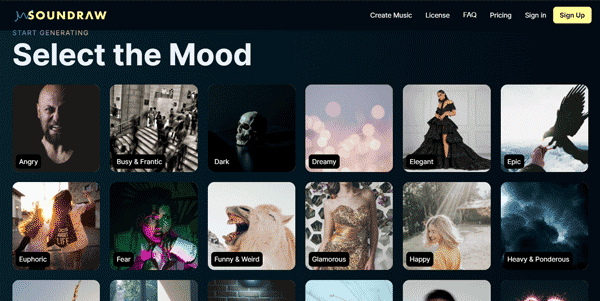 SOUNDRAW
Create Music
License
FAQ
Pricing
Sign in
Sign Up
START GENERATING
Select the Mood
Angry
Busy & Frantic
Dark
Dreamy
Elegant
Epic
Euphoric
Fear
Funny & Weird
Glamorous
Happy
Heavy & Ponderous